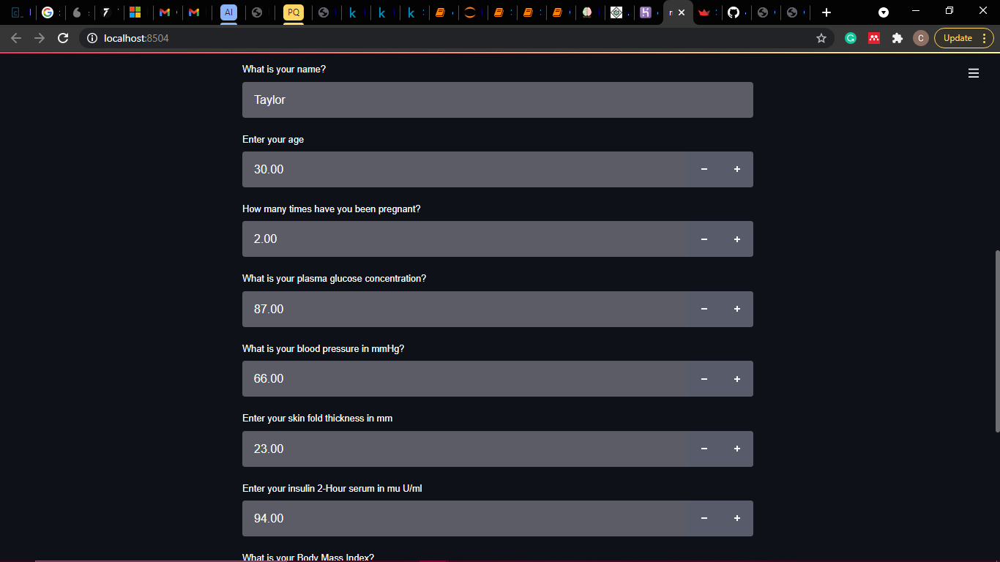 AI
PQ
localhost:8504
C
Update
What is your name?
Taylor
Enter your age
30.00
How many times have you been pregnant?
2.00
What is your plasma glucose concentration?
87.00
What is your blood pressure in mmHg?
66.00
Enter your skin fold thickness in mm
23.00
Enter your insulin 2-Hour serum in mu U/ml
94.00
What is your Body Mass Index?